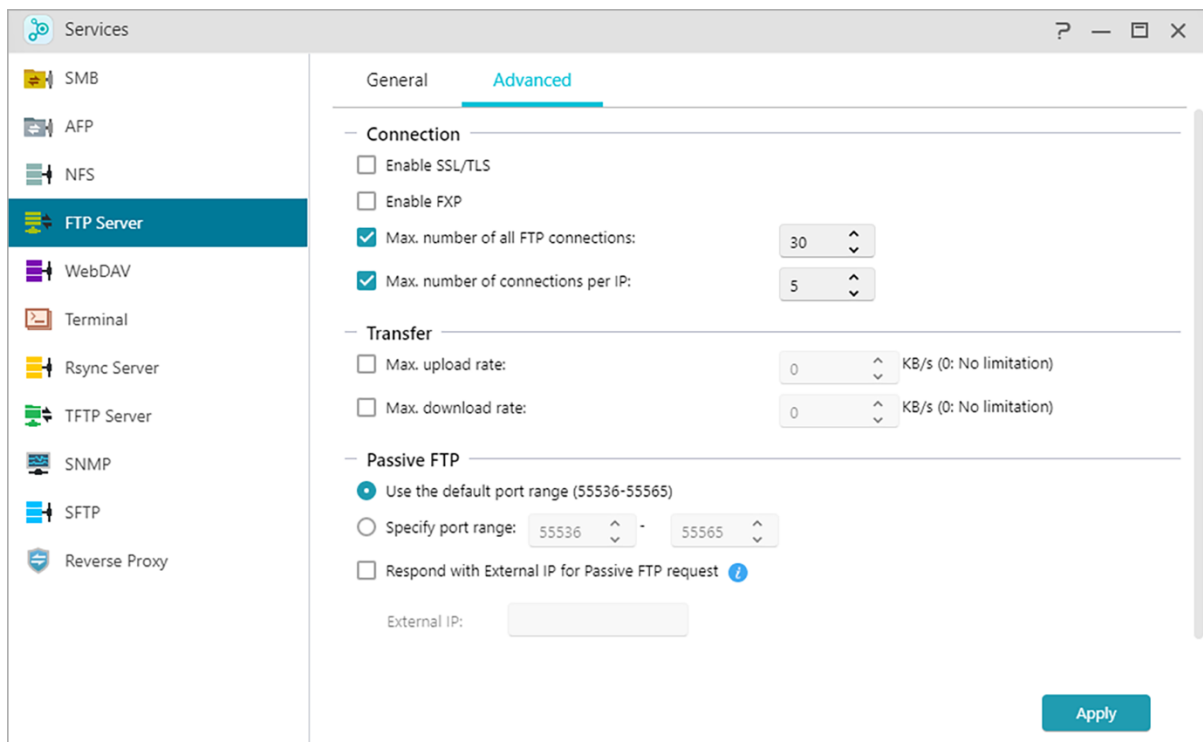 Services
SMB
AFP
NFS
FTP Server
WebDAV
Terminal
Rsync Server
TFTP Server
SNMP
SFTP
Reverse Proxy
General Advanced
Connection
Enable SSL/TLS
Enable FXP
Max. number of all FTP connections: 30
Max. number of connections per IP: 5
Transfer
Max. upload rate: 0 KB/s (0: No limitation)
Max. download rate: 0 KB/s (0: No limitation)
Passive FTP
Use the default port range (55536-55565)
Specify port range: 55536 - 55565
Respond with External IP for Passive FTP request i
External IP:
Apply